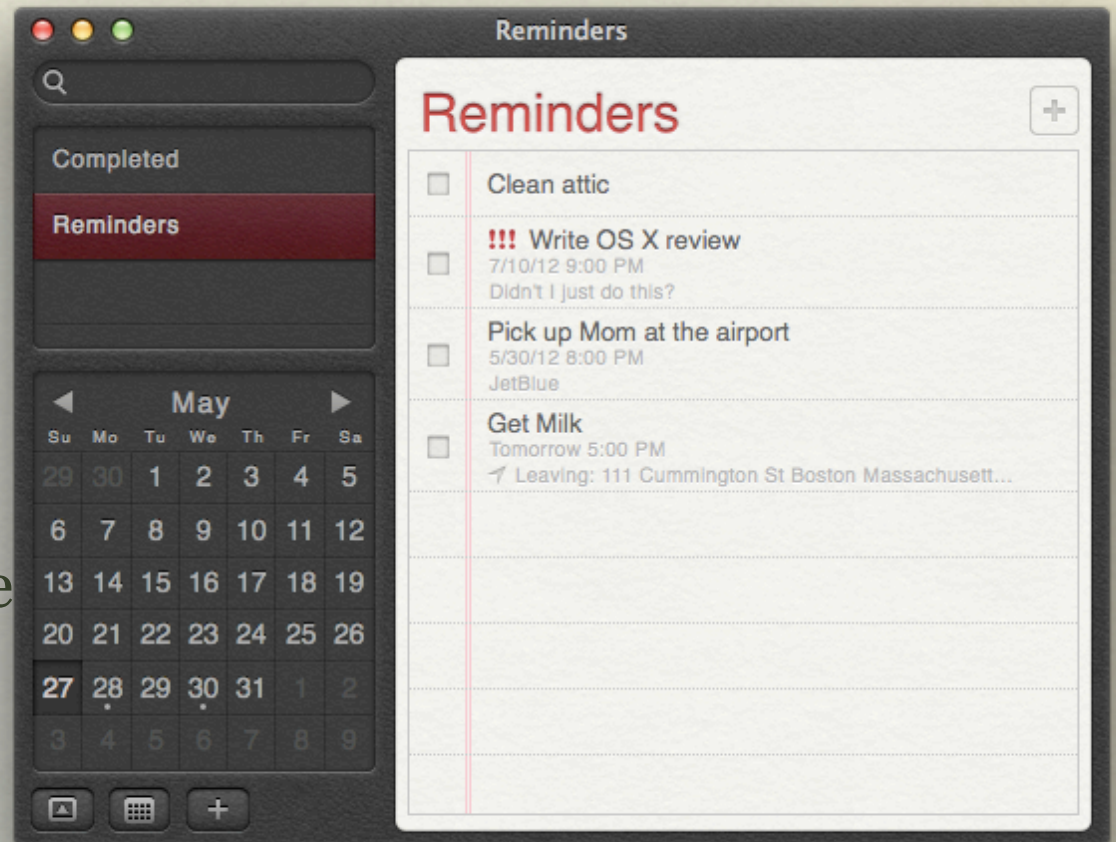 Reminders
Completed
Reminders
May
Su Mo Tu We Th Fr Sa
29 30 1 2 3 4 5
6 7 8 9 10 11 12
13 14 15 16 17 18 19
20 21 22 23 24 25 26
27 28 29 30 31 1 2
3 4 5 6 7 8 9
Reminders
Clean attic
!!! Write OS X review
7/10/12 9:00 PM
Didn't I just do this?
Pick up Mom at the airport
5/30/12 8:00 PM
JetBlue
Get Milk
Tomorrow 5:00 PM
Leaving: 111 Cummington St Boston Massachusett...
e